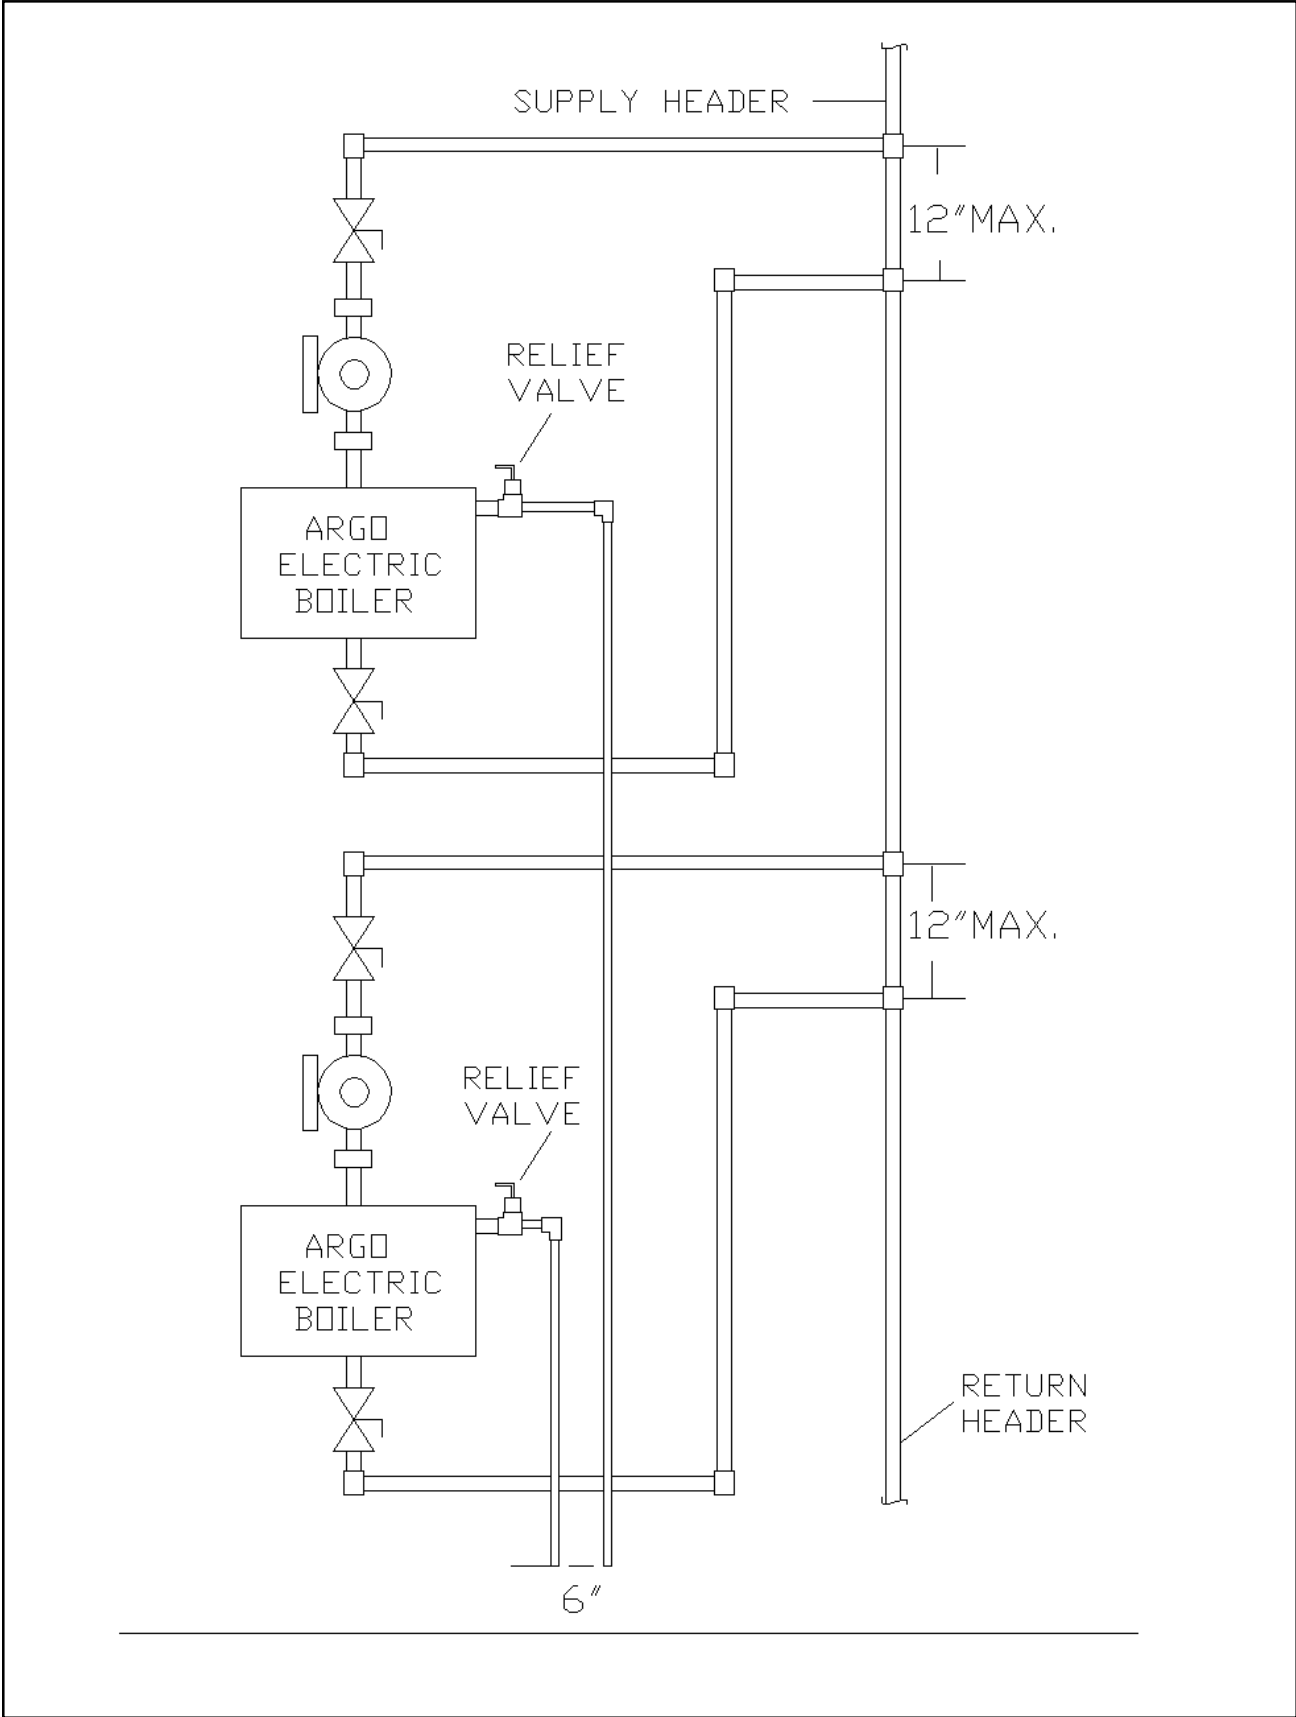 SUPPLY HEADER
12"MAX.
RELIEF
VALVE
ARGO
ELECTRIC
BOILER
12"MAX.
RELIEF
VALVE
ARGO
ELECTRIC
BOILER
RETURN
HEADER
6"